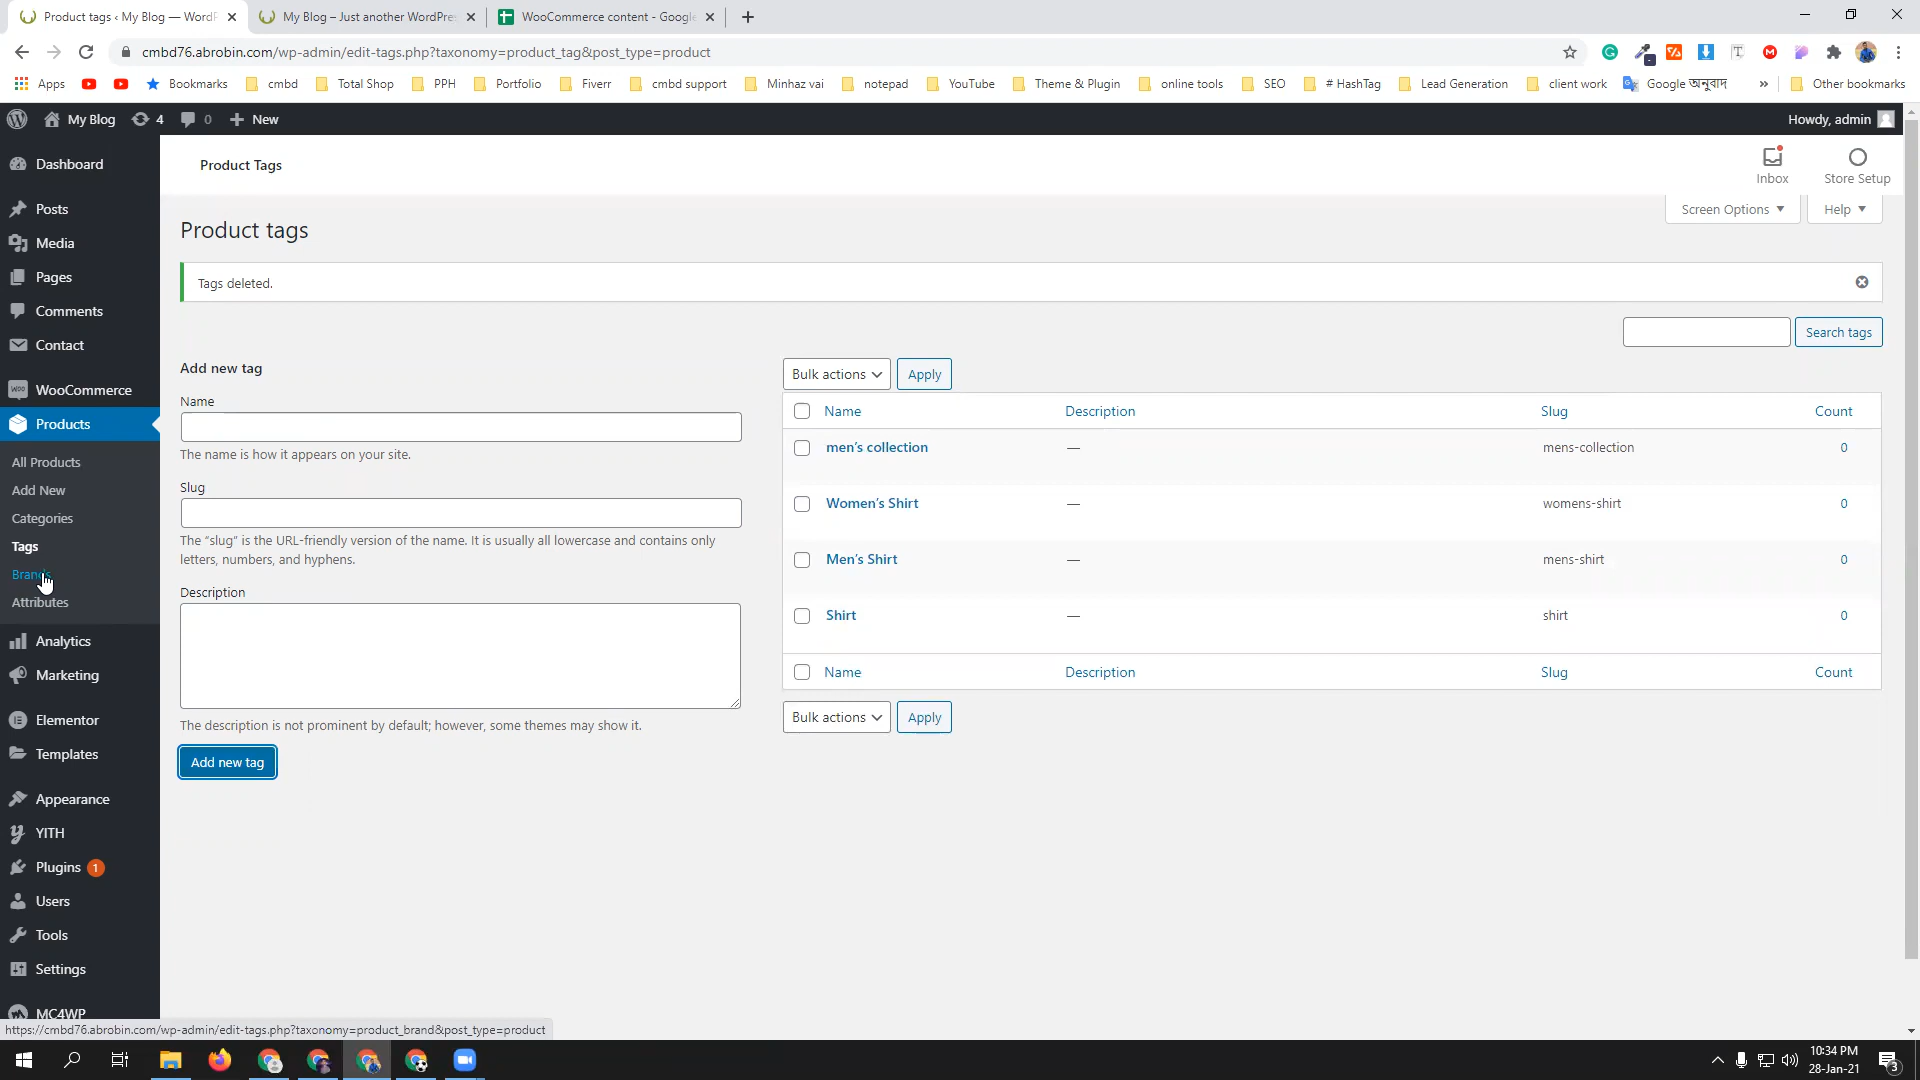 Product tags ‹ My Blog — WordP
My Blog – Just another WordPres
WooCommerce content - Google
cmbd76.abrobin.com/wp-admin/edit-tags.php?taxonomy=product_tag&post_type=product
Apps
Bookmarks
cmbd
Total Shop
PPH
Portfolio
Fiverr
cmbd support
Minhaz vai
notepad
YouTube
Theme & Plugin
online tools
SEO
# HashTag
Lead Generation
client work
Google অনুবাদ
»
Other bookmarks
My Blog
4
0
New
Howdy, admin
Dashboard
Posts
Media
Pages
Comments
Contact
WooCommerce
Products
All Products
Add New
Categories
Tags
Brands
Attributes
Analytics
Marketing
Elementor
Templates
Appearance
YITH
Plugins 1
Users
Tools
Settings
MC4WP
Product Tags
Inbox
Store Setup
Screen Options
Help
Product tags
Tags deleted.
Search tags
Add new tag
Name
The name is how it appears on your site.
Slug
The “slug” is the URL-friendly version of the name. It is usually all lowercase and contains only
letters, numbers, and hyphens.
Description
The description is not prominent by default; however, some themes may show it.
Add new tag
Bulk actions
Apply
Name Description Slug Count
men’s collection — mens-collection 0
Women’s Shirt — womens-shirt 0
Men’s Shirt — mens-shirt 0
Shirt — shirt 0
Name Description Slug Count
Bulk actions
Apply
https://cmbd76.abrobin.com/wp-admin/edit-tags.php?taxonomy=product_brand&post_type=product
10:34 PM
28-Jan-21
3